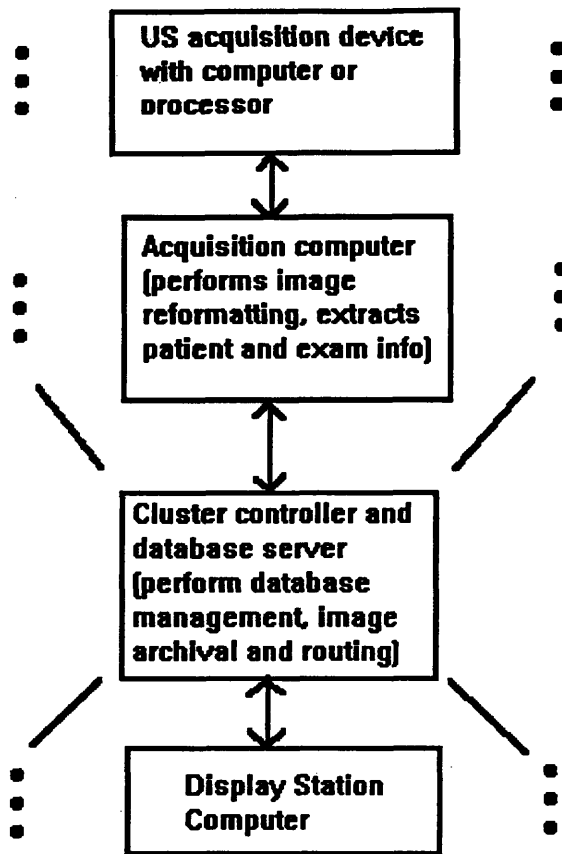 US acquisition device
with computer or
processor
Acquisition computer
(performs image
reformatting, extracts
patient and exam info)
Cluster controller and
database server
(perform database
management, image
archival and routing)
Display Station
Computer